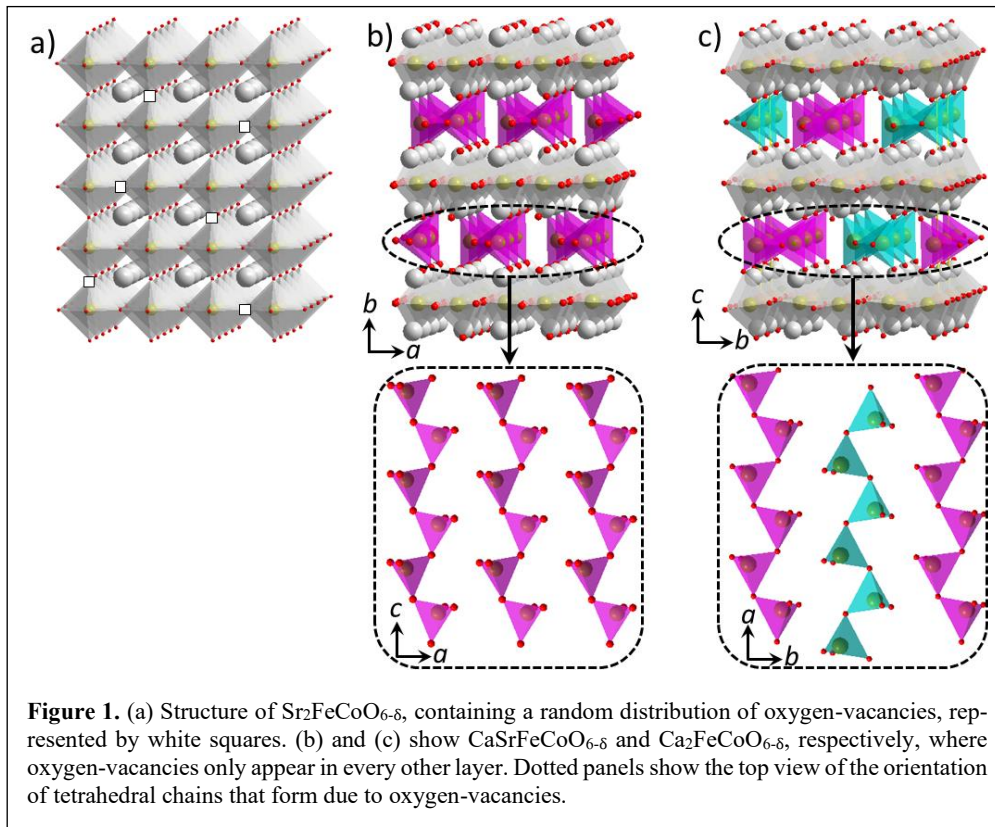 a)
b)
c)
b
a
c
b
c
a
a
b
Figure 1. (a) Structure of Sr₂FeCoO₆₋δ, containing a random distribution of oxygen-vacancies, rep-
resented by white squares. (b) and (c) show CaSrFeCoO₆₋δ and Ca₂FeCoO₆₋δ, respectively, where
oxygen-vacancies only appear in every other layer. Dotted panels show the top view of the orientation
of tetrahedral chains that form due to oxygen-vacancies.